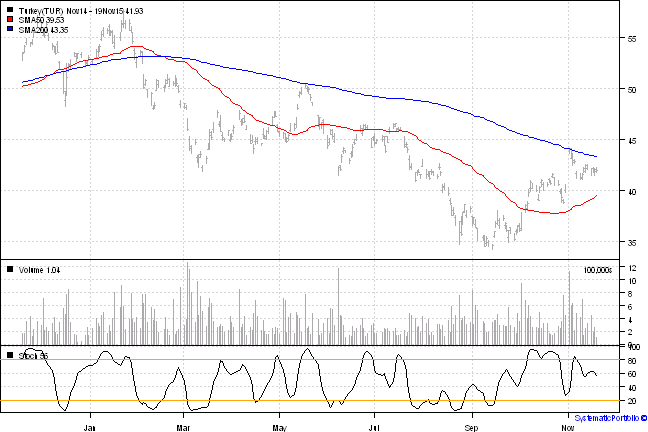 Turkey(TUR) Nov14 - 19Nov15 41.93
SMA50 39.53
SMA200 43.35
55
50
45
40
35
Volume 1.04
100,000s
12
10
8
6
4
2
Stoch 56
100
80
60
40
20
Jan Mar May Jul Sep Nov
SystematicPortfolio ©